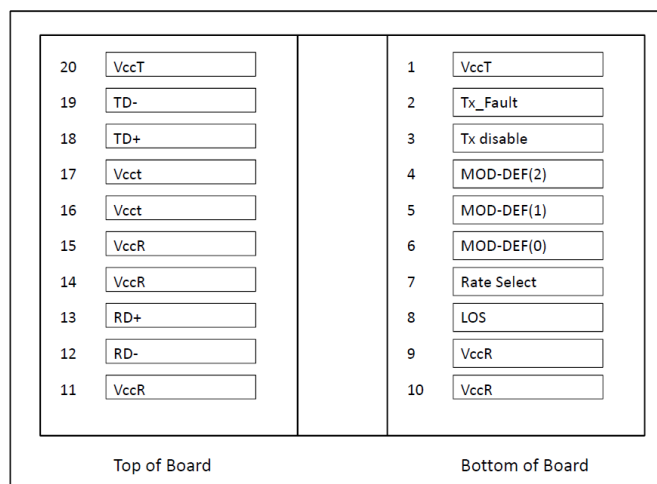 20 VccT 1 VccT
19 TD- 2 Tx_Fault
18 TD+ 3 Tx disable
17 Vcct 4 MOD-DEF(2)
16 Vcct 5 MOD-DEF(1)
15 VccR 6 MOD-DEF(0)
14 VccR 7 Rate Select
13 RD+ 8 LOS
12 RD- 9 VccR
11 VccR 10 VccR
Top of Board Bottom of Board